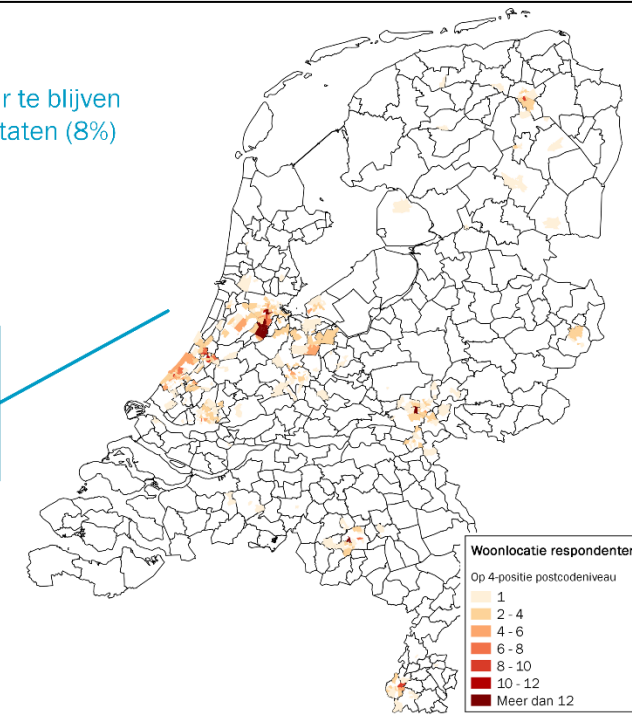 r te blijven
taten (8%)
Woonlocatie respondenten
Op 4-positie postcodeniveau
1
2 - 4
4 - 6
6 - 8
8 - 10
10 - 12
Meer dan 12